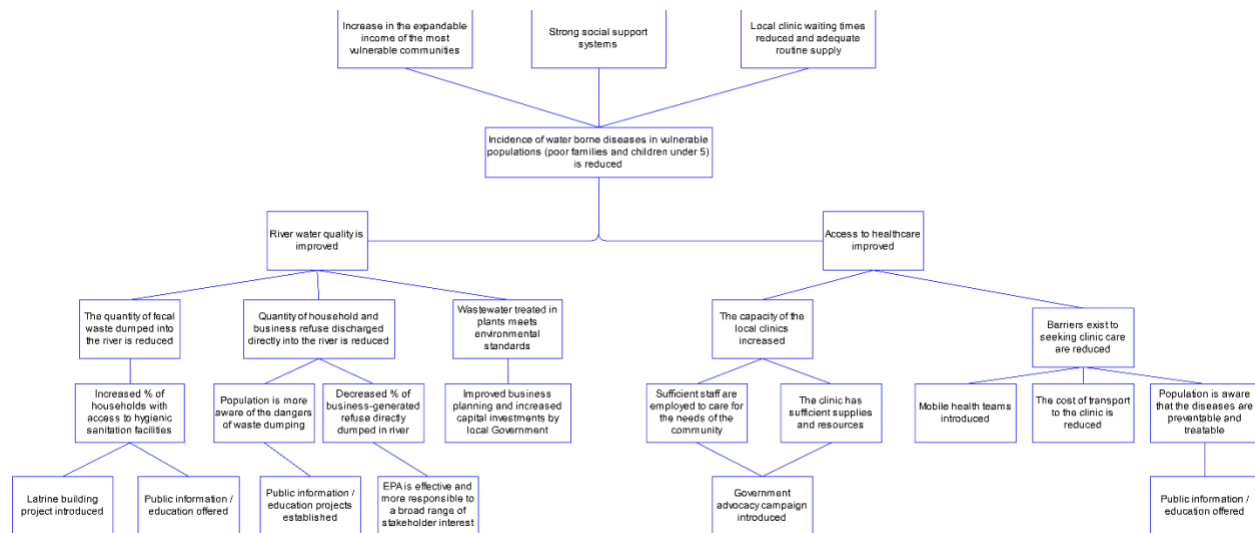 Increase in the expandable
income of the most
vulnerable communities
Strong social support
systems
Local clinic waiting times
reduced and adequate
routine supply
Incidence of water borne diseases in vulnerable
populations (poor families and children under 5)
is reduced
River water quality is
improved
Access to healthcare
improved
The quantity of fecal
waste dumped into
the river is reduced
Quantity of household and
business refuse discharged
directly into the river is reduced
Wastewater treated in
plants meets
environmental
standards
The capacity of the
local clinics
increased
Barriers exist to
seeking clinic care
are reduced
Increased % of
households with
access to hygienic
sanitation facilities
Population is more
aware of the dangers
of waste dumping
Decreased % of
business-generated
refuse directly
dumped in river
Improved business
planning and increased
capital investments by
local Government
Sufficient staff are
employed to care for
the needs of the
community
The clinic has
sufficient supplies
and resources
Mobile health teams
introduced
The cost of transport
to the clinic is
reduced
Population is aware
that the diseases are
preventable and
treatable
Latrine building
project introduced
Public information /
education offered
Public information /
education projects
established
EPA is effective and
more responsible to
a broad range of
stakeholder interest
Government
advocacy campaign
introduced
Public information /
education offered